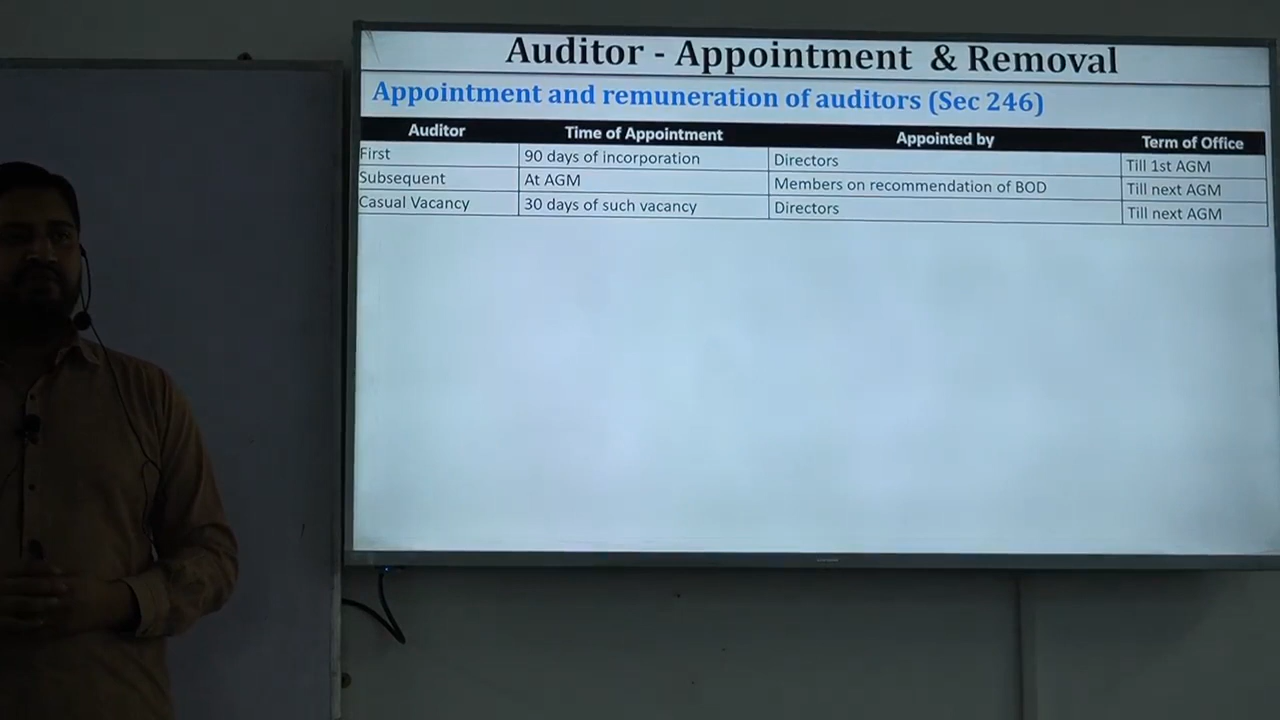 Auditor - Appointment & Removal
Appointment and remuneration of auditors (Sec 246)
Auditor Time of Appointment Appointed by Term of Office
First 90 days of incorporation Directors Till 1st AGM
Subsequent At AGM Members on recommendation of BOD Till next AGM
Casual Vacancy 30 days of such vacancy Directors Till next AGM